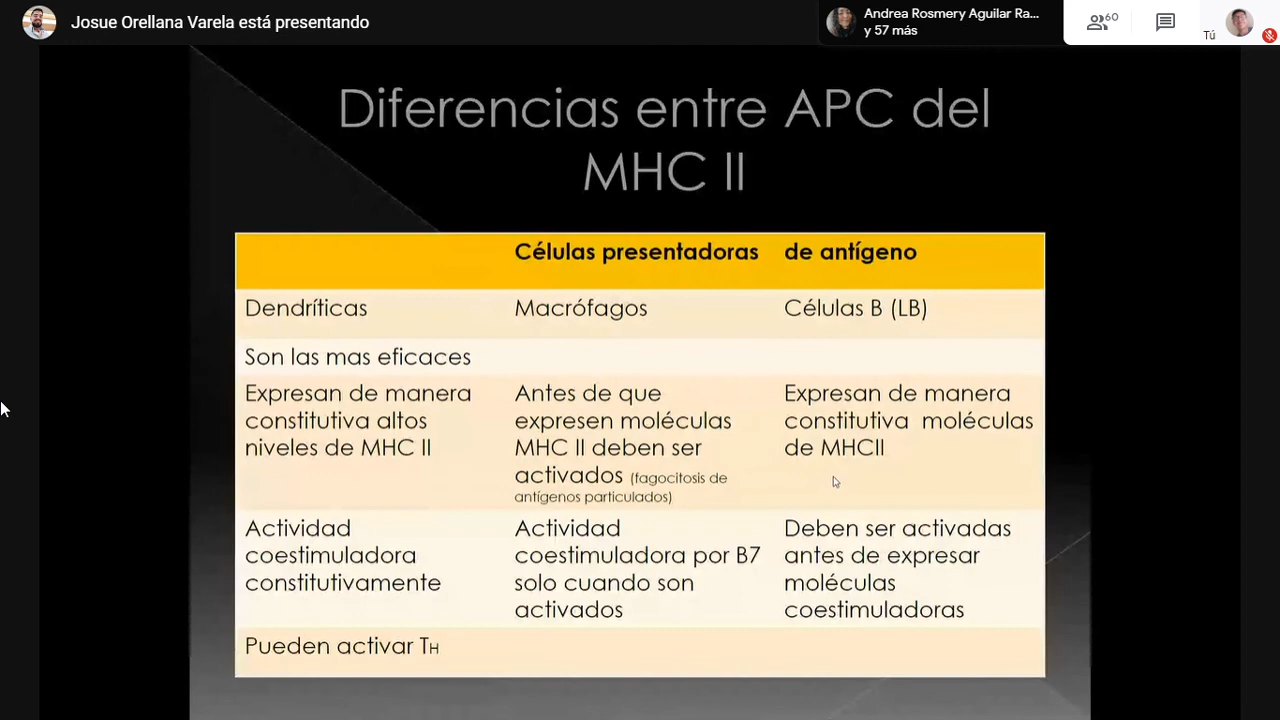 Josue Orellana Varela está presentando
Andrea Rosmery Aguilar Ra...
y 57 más
60
Tú
Diferencias entre APC del
MHC II
Células presentadoras de antígeno
Dendríticas
Macrófagos
Células B (LB)
Son las mas eficaces
Expresan de manera
constitutiva altos
niveles de MHC II
Antes de que
expresen moléculas
MHC II deben ser
activados (fagocitosis de
antígenos particulados)
Expresan de manera
constitutiva moléculas
de MHCII
Actividad
coestimuladora
constitutivamente
Actividad
coestimuladora por B7
solo cuando son
activados
Deben ser activadas
antes de expresar
moléculas
coestimuladoras
Pueden activar TH